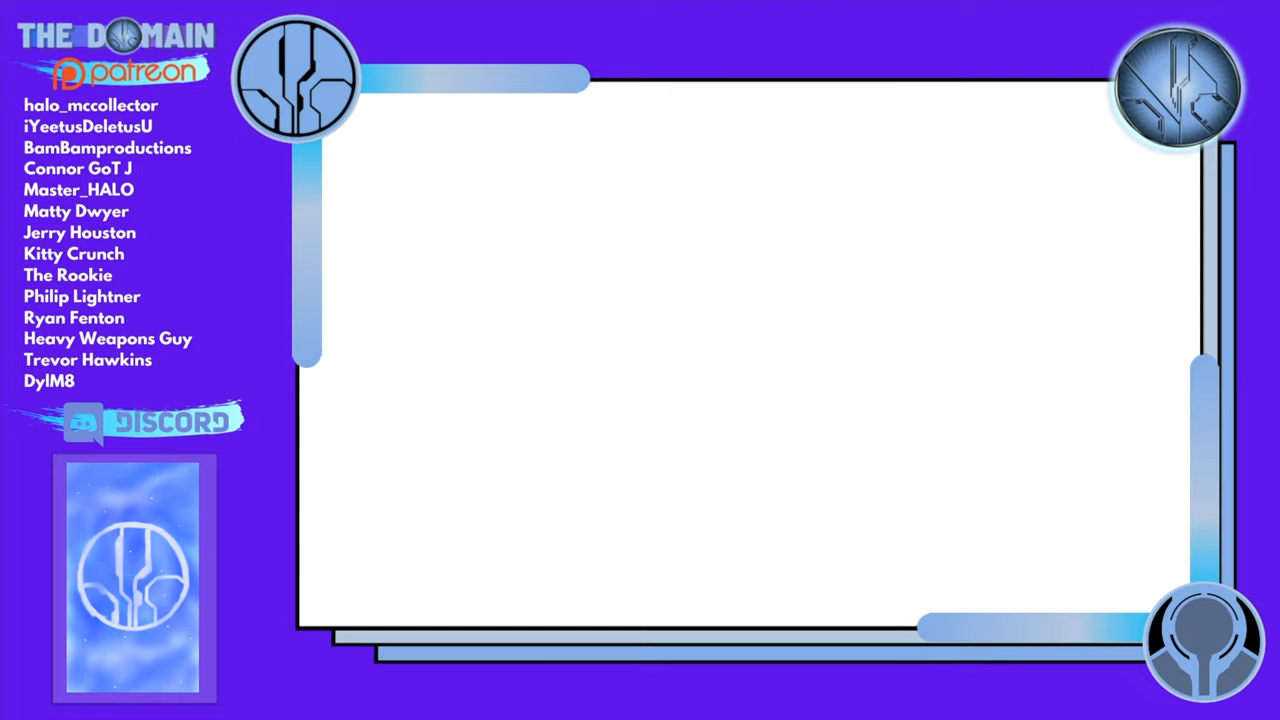 THE DOMAIN
patreon
halo_mccollector
iYeetusDeletusU
BamBamproductions
Connor GoT J
Master_HALO
Matty Dwyer
Jerry Houston
Kitty Crunch
The Rookie
Philip Lightner
Ryan Fenton
Heavy Weapons Guy
Trevor Hawkins
DylM8
DISCORD